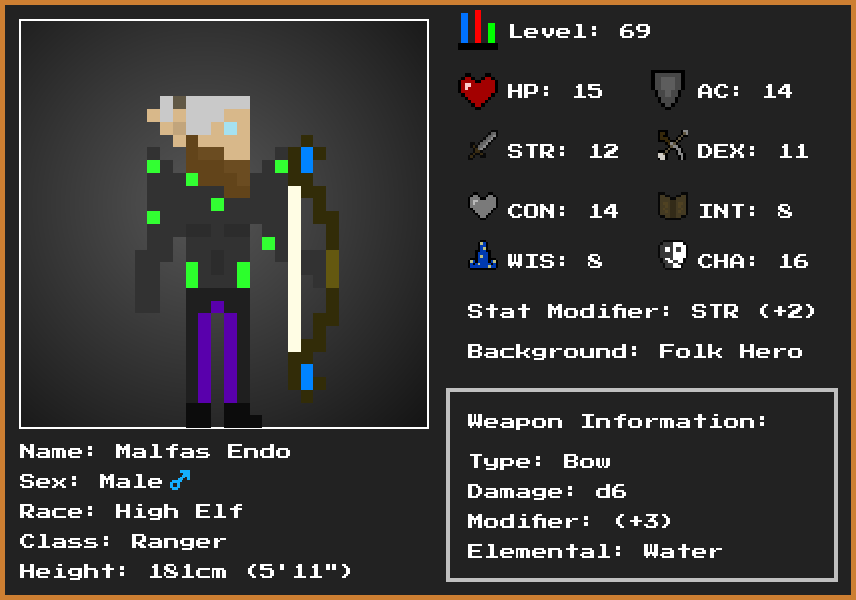 Level: 69
HP: 15
AC: 14
STR: 12
DEX: 11
CON: 14
INT: 8
WIS: 8
CHA: 16
Stat Modifier: STR (+2)
Background: Folk Hero
Weapon Information:
Type: Bow
Damage: d6
Modifier: (+3)
Elemental: Water
Name: Malfas Endo
Sex: Male♂
Race: High Elf
Class: Ranger
Height: 181cm (5'11")